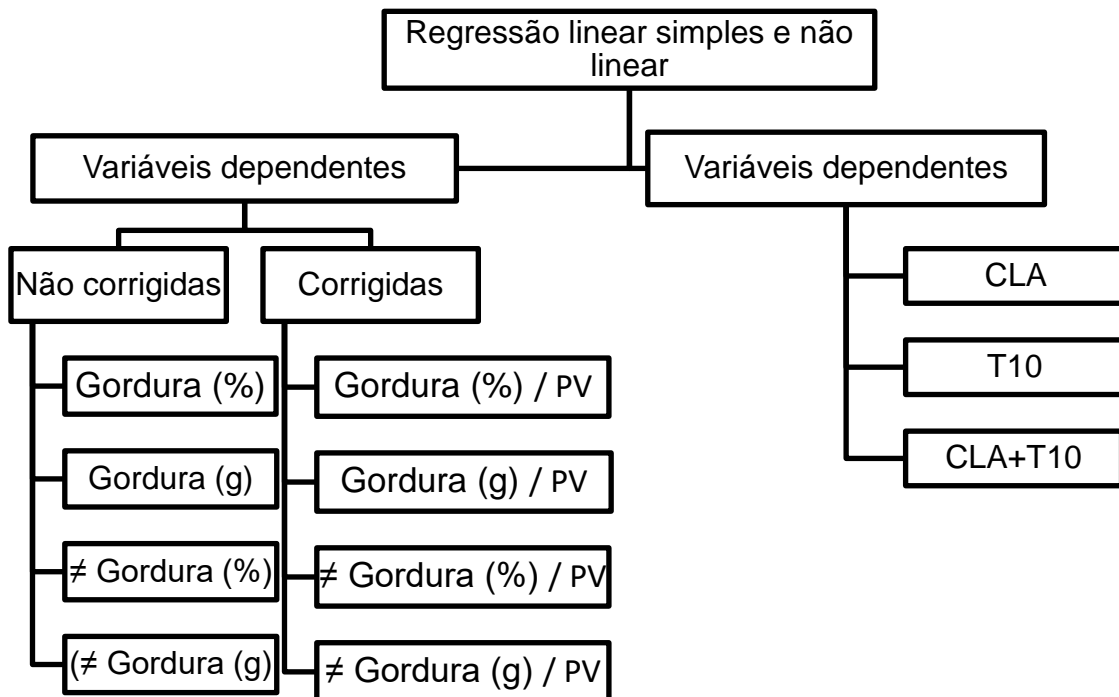 Regressão linear simples e não
linear
Variáveis dependentes
Variáveis dependentes
Não corrigidas
Corrigidas
Gordura (%)
Gordura (g)
≠ Gordura (%)
(≠ Gordura (g)
Gordura (%) / PV
Gordura (g) / PV
≠ Gordura (%) / PV
≠ Gordura (g) / PV
CLA
T10
CLA+T10